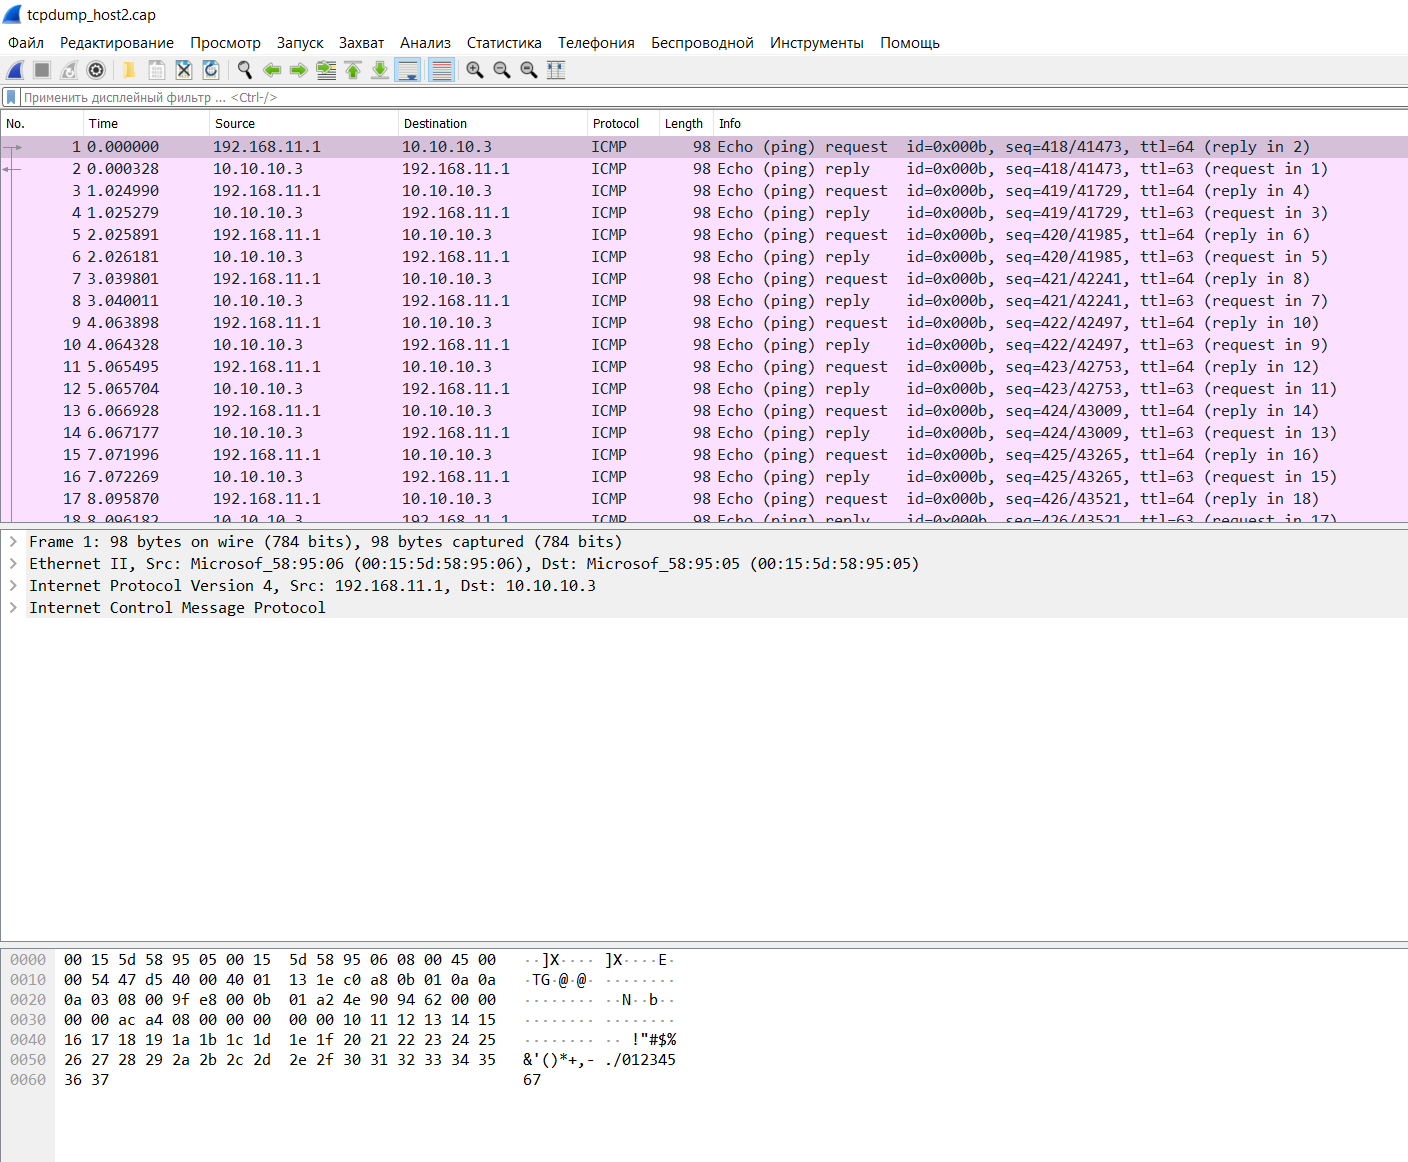 tcpdump_host2.cap
Файл Редактирование Просмотр Запуск Захват Анализ Статистика Телефония Беспроводной Инструменты Помощь
Применить дисплейный фильтр ... <Ctrl-/>
No. Time Source Destination Protocol Length Info
1 0.000000 192.168.11.1 10.10.10.3 ICMP 98 Echo (ping) request id=0x000b, seq=418/41473, ttl=64 (reply in 2)
2 0.000328 10.10.10.3 192.168.11.1 ICMP 98 Echo (ping) reply id=0x000b, seq=418/41473, ttl=63 (request in 1)
3 1.024990 192.168.11.1 10.10.10.3 ICMP 98 Echo (ping) request id=0x000b, seq=419/41729, ttl=64 (reply in 4)
4 1.025279 10.10.10.3 192.168.11.1 ICMP 98 Echo (ping) reply id=0x000b, seq=419/41729, ttl=63 (request in 3)
5 2.025891 192.168.11.1 10.10.10.3 ICMP 98 Echo (ping) request id=0x000b, seq=420/41985, ttl=64 (reply in 6)
6 2.026181 10.10.10.3 192.168.11.1 ICMP 98 Echo (ping) reply id=0x000b, seq=420/41985, ttl=63 (request in 5)
7 3.039801 192.168.11.1 10.10.10.3 ICMP 98 Echo (ping) request id=0x000b, seq=421/42241, ttl=64 (reply in 8)
8 3.040011 10.10.10.3 192.168.11.1 ICMP 98 Echo (ping) reply id=0x000b, seq=421/42241, ttl=63 (request in 7)
9 4.063898 192.168.11.1 10.10.10.3 ICMP 98 Echo (ping) request id=0x000b, seq=422/42497, ttl=64 (reply in 10)
10 4.064328 10.10.10.3 192.168.11.1 ICMP 98 Echo (ping) reply id=0x000b, seq=422/42497, ttl=63 (request in 9)
11 5.065495 192.168.11.1 10.10.10.3 ICMP 98 Echo (ping) request id=0x000b, seq=423/42753, ttl=64 (reply in 12)
12 5.065704 10.10.10.3 192.168.11.1 ICMP 98 Echo (ping) reply id=0x000b, seq=423/42753, ttl=63 (request in 11)
13 6.066928 192.168.11.1 10.10.10.3 ICMP 98 Echo (ping) request id=0x000b, seq=424/43009, ttl=64 (reply in 14)
14 6.067177 10.10.10.3 192.168.11.1 ICMP 98 Echo (ping) reply id=0x000b, seq=424/43009, ttl=63 (request in 13)
15 7.071996 192.168.11.1 10.10.10.3 ICMP 98 Echo (ping) request id=0x000b, seq=425/43265, ttl=64 (reply in 16)
16 7.072269 10.10.10.3 192.168.11.1 ICMP 98 Echo (ping) reply id=0x000b, seq=425/43265, ttl=63 (request in 15)
17 8.095870 192.168.11.1 10.10.10.3 ICMP 98 Echo (ping) request id=0x000b, seq=426/43521, ttl=64 (reply in 18)
18 8.096182 10.10.10.3 192.168.11.1 ICMP 98 Echo (ping) reply id=0x000b, seq=426/43521, ttl=63 (request in 17)
Frame 1: 98 bytes on wire (784 bits), 98 bytes captured (784 bits)
Ethernet II, Src: Microsof_58:95:06 (00:15:5d:58:95:06), Dst: Microsof_58:95:05 (00:15:5d:58:95:05)
Internet Protocol Version 4, Src: 192.168.11.1, Dst: 10.10.10.3
Internet Control Message Protocol
0000 00 15 5d 58 95 05 00 15 5d 58 95 06 08 00 45 00 ··]X···· ]X····E·
0010 00 54 47 d5 40 00 40 01 13 1e c0 a8 0b 01 0a 0a ·TG·@·@· ········
0020 0a 03 08 00 9f e8 00 0b 01 a2 4e 90 94 62 00 00 ········ ··N··b··
0030 00 00 ac a4 08 00 00 00 00 00 10 11 12 13 14 15 ········ ········
0040 16 17 18 19 1a 1b 1c 1d 1e 1f 20 21 22 23 24 25 ········ ·· !"#$%
0050 26 27 28 29 2a 2b 2c 2d 2e 2f 30 31 32 33 34 35 &'()*+,- ./012345
0060 36 37 67